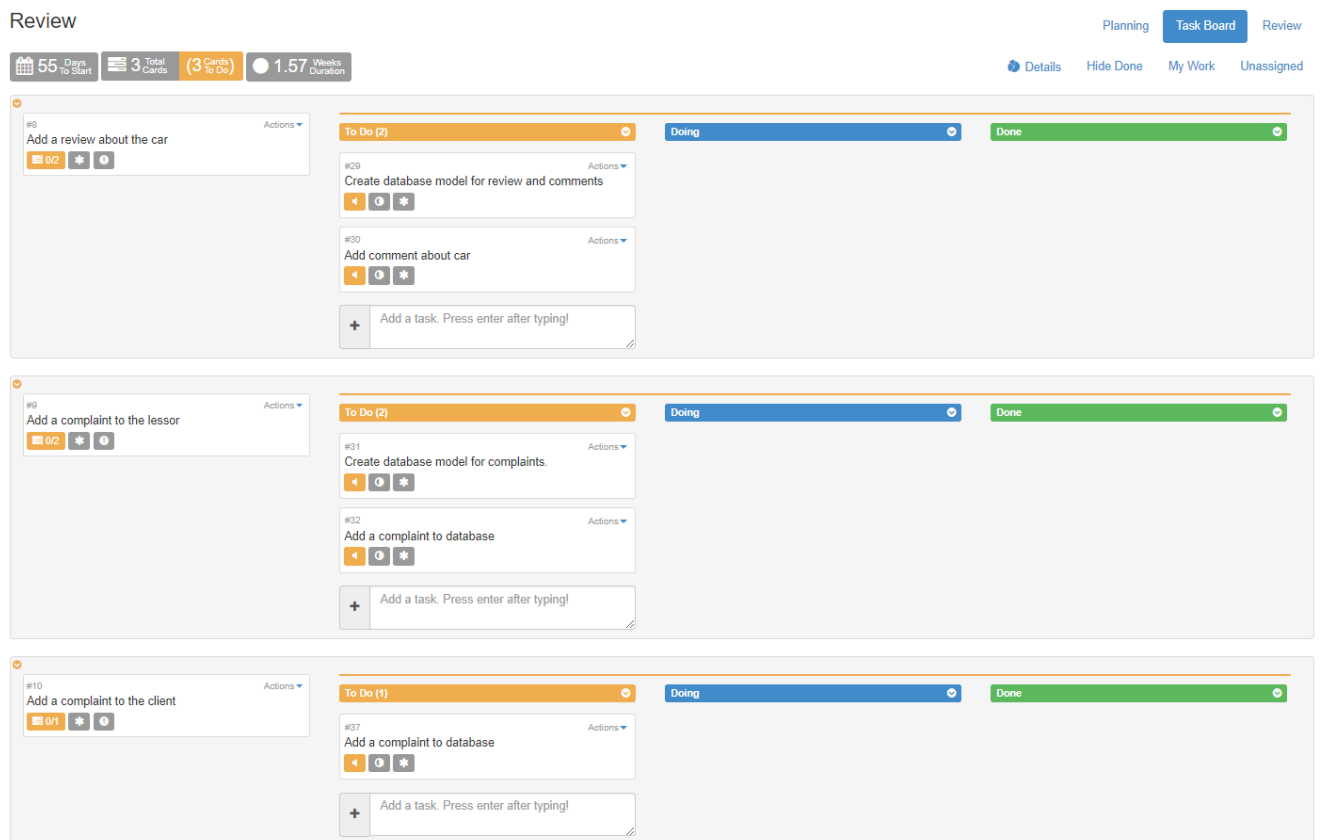 Review
Planning
Task Board
Review
55 Days To Start
3 Total Cards
(3 Cards To Do)
1.57 Weeks Duration
Details
Hide Done
My Work
Unassigned
#8
Actions
Add a review about the car
0/2
To Do (2)
Doing
Done
#29
Actions
Create database model for review and comments
#30
Actions
Add comment about car
Add a task. Press enter after typing!
#9
Actions
Add a complaint to the lessor
0/2
To Do (2)
Doing
Done
#31
Actions
Create database model for complaints.
#32
Actions
Add a complaint to database
Add a task. Press enter after typing!
#10
Actions
Add a complaint to the client
0/1
To Do (1)
Doing
Done
#37
Actions
Add a complaint to database
Add a task. Press enter after typing!